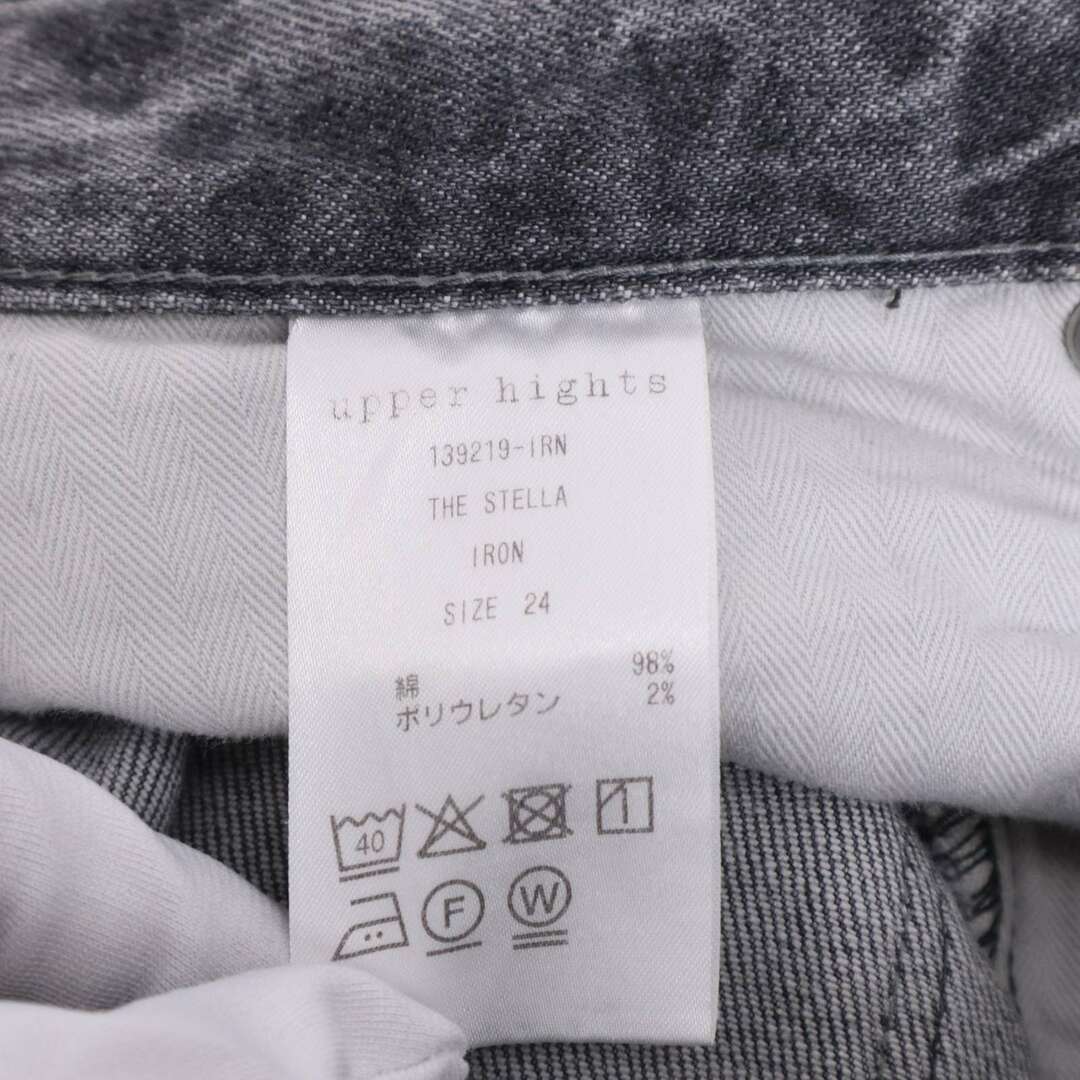 upper hights
139219-IRN
THE STELLA
IRON
SIZE 24
綿 98%
ポリウレタン 2%
40
F W